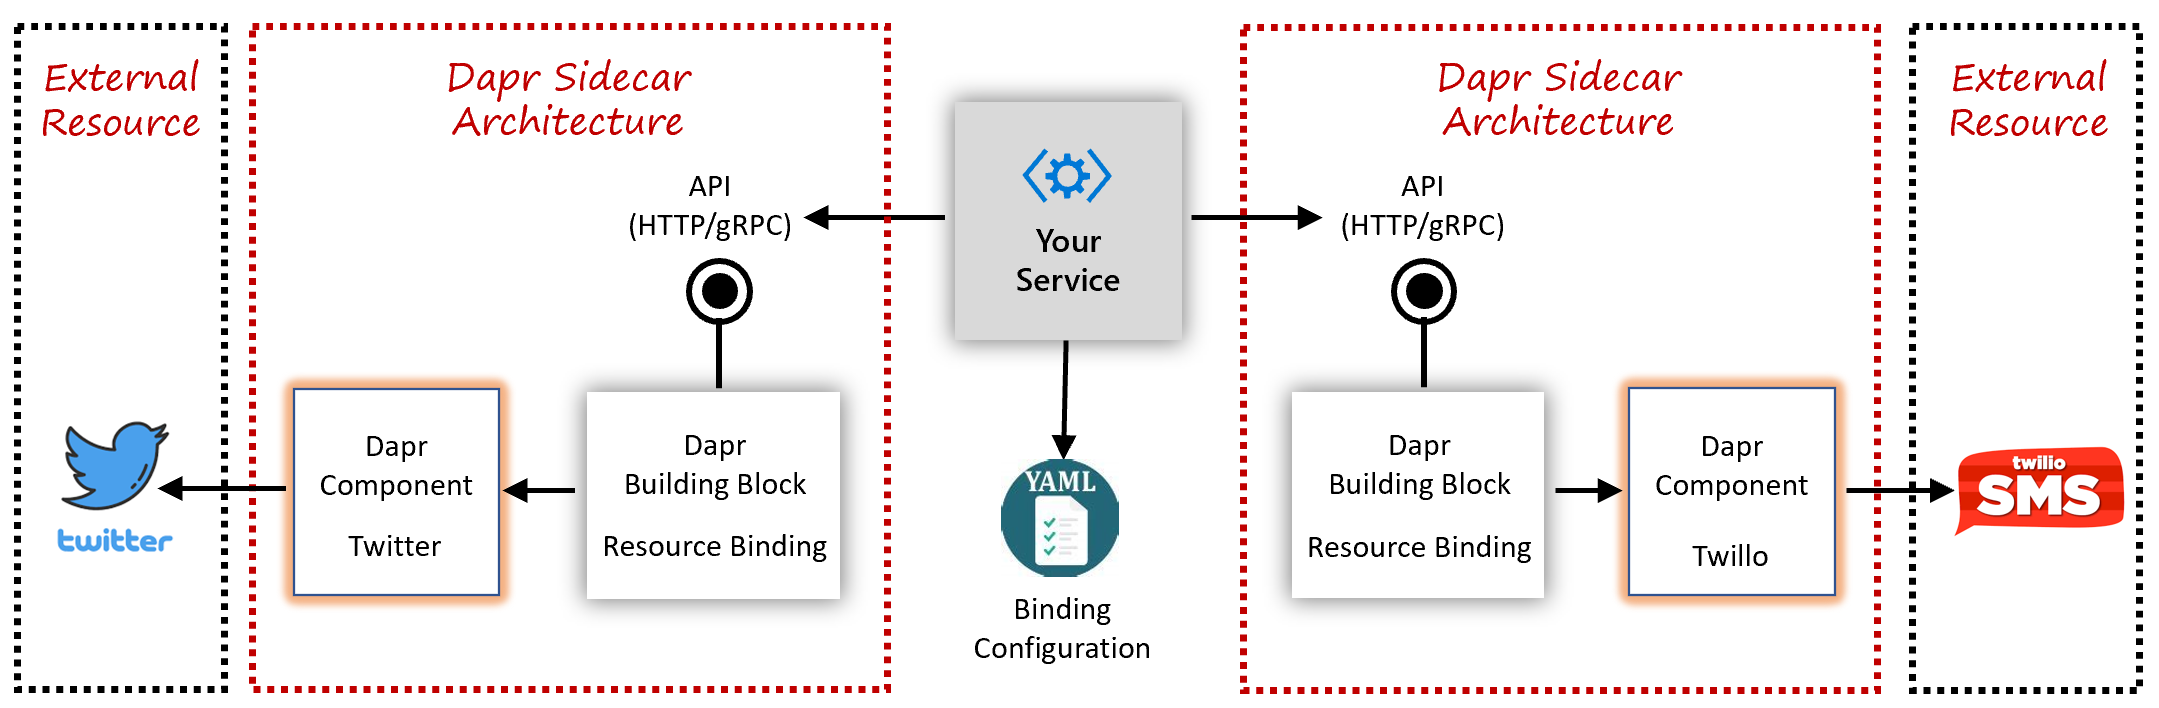 External
Resource
Dapr Sidecar
Architecture
API
(HTTP/gRPC)
Dapr
Component
Twitter
Dapr
Building Block
Resource Binding
twitter
Your
Service
YAML
Binding
Configuration
Dapr Sidecar
Architecture
API
(HTTP/gRPC)
Dapr
Building Block
Resource Binding
Dapr
Component
Twillo
External
Resource
twilio
SMS